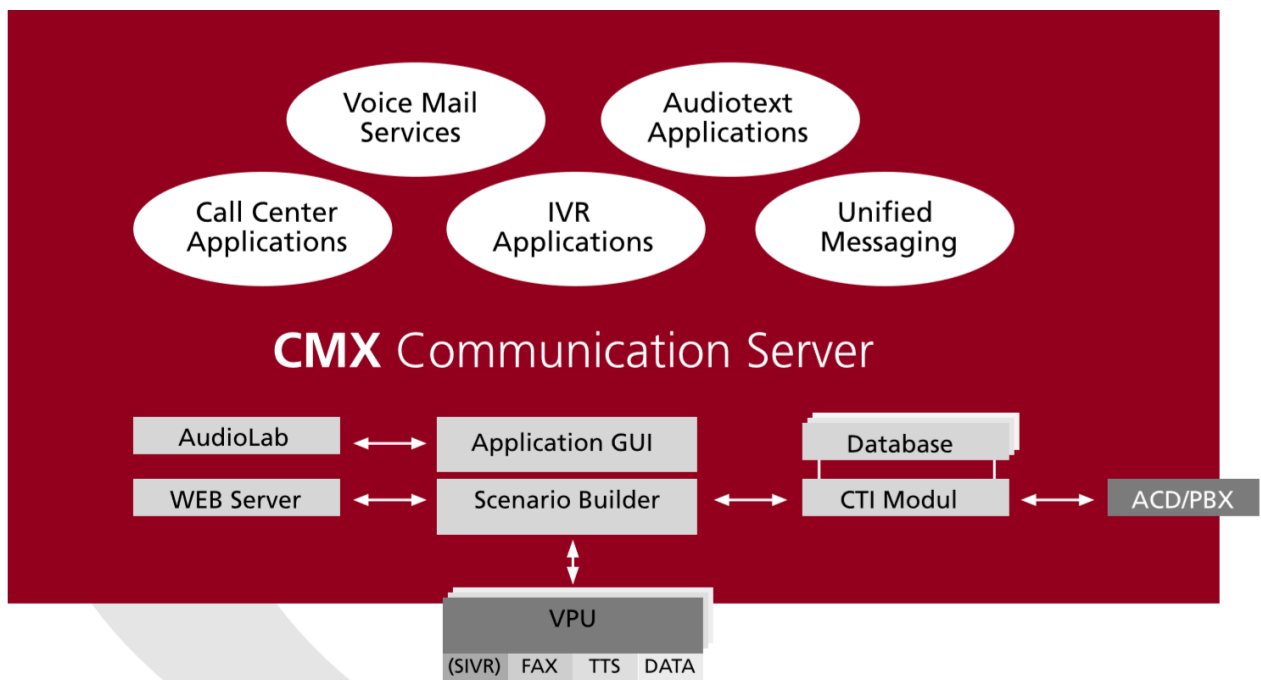 Voice Mail
Services
Audiotext
Applications
Call Center
Applications
IVR
Applications
Unified
Messaging
CMX Communication Server
AudioLab
Application GUI
Database
WEB Server
Scenario Builder
CTI Modul
ACD/PBX
VPU
(SIVR) FAX TTS DATA